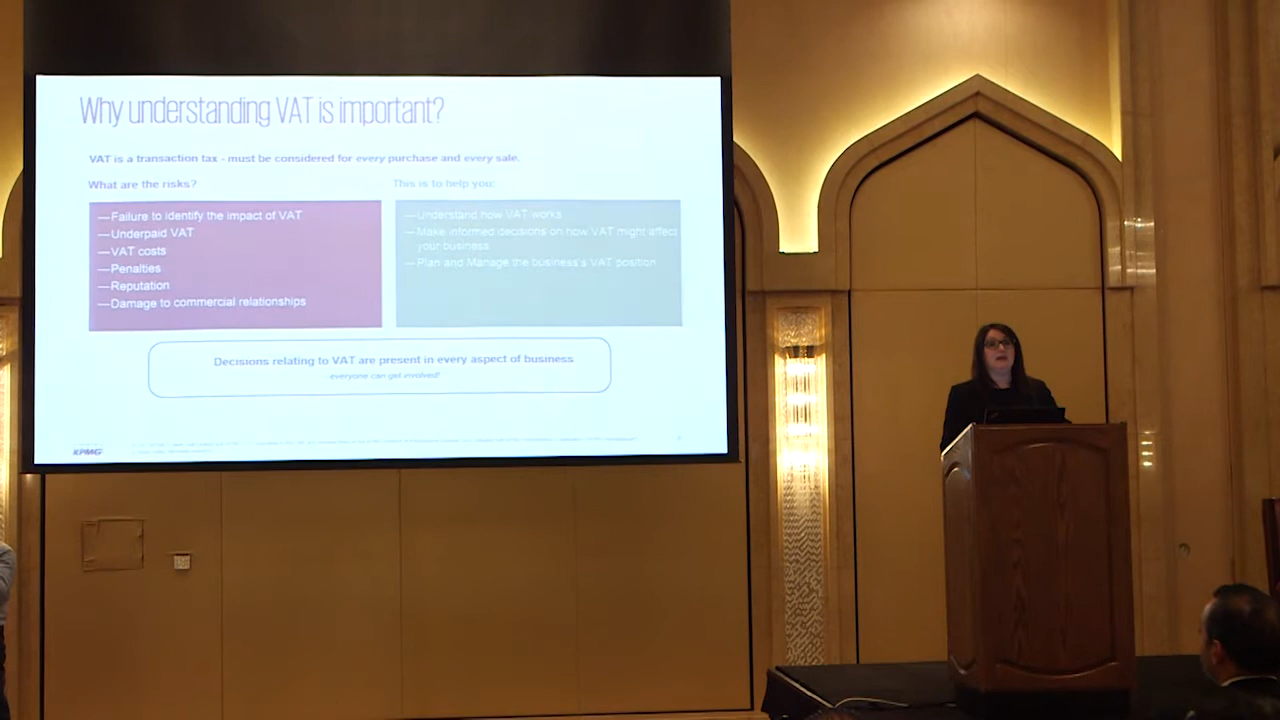 Why understanding VAT is important?
VAT is a transaction tax - must be considered for every purchase and every sale.
What are the risks?
—Failure to identify the impact of VAT
—Underpaid VAT
—VAT costs
—Penalties
—Reputation
—Damage to commercial relationships
This is to help you:
—Understand how VAT works
—Make informed decisions on how VAT might affect
your business
—Plan and Manage the business's VAT position
Decisions relating to VAT are present in every aspect of business
- everyone can get involved!
KPMG